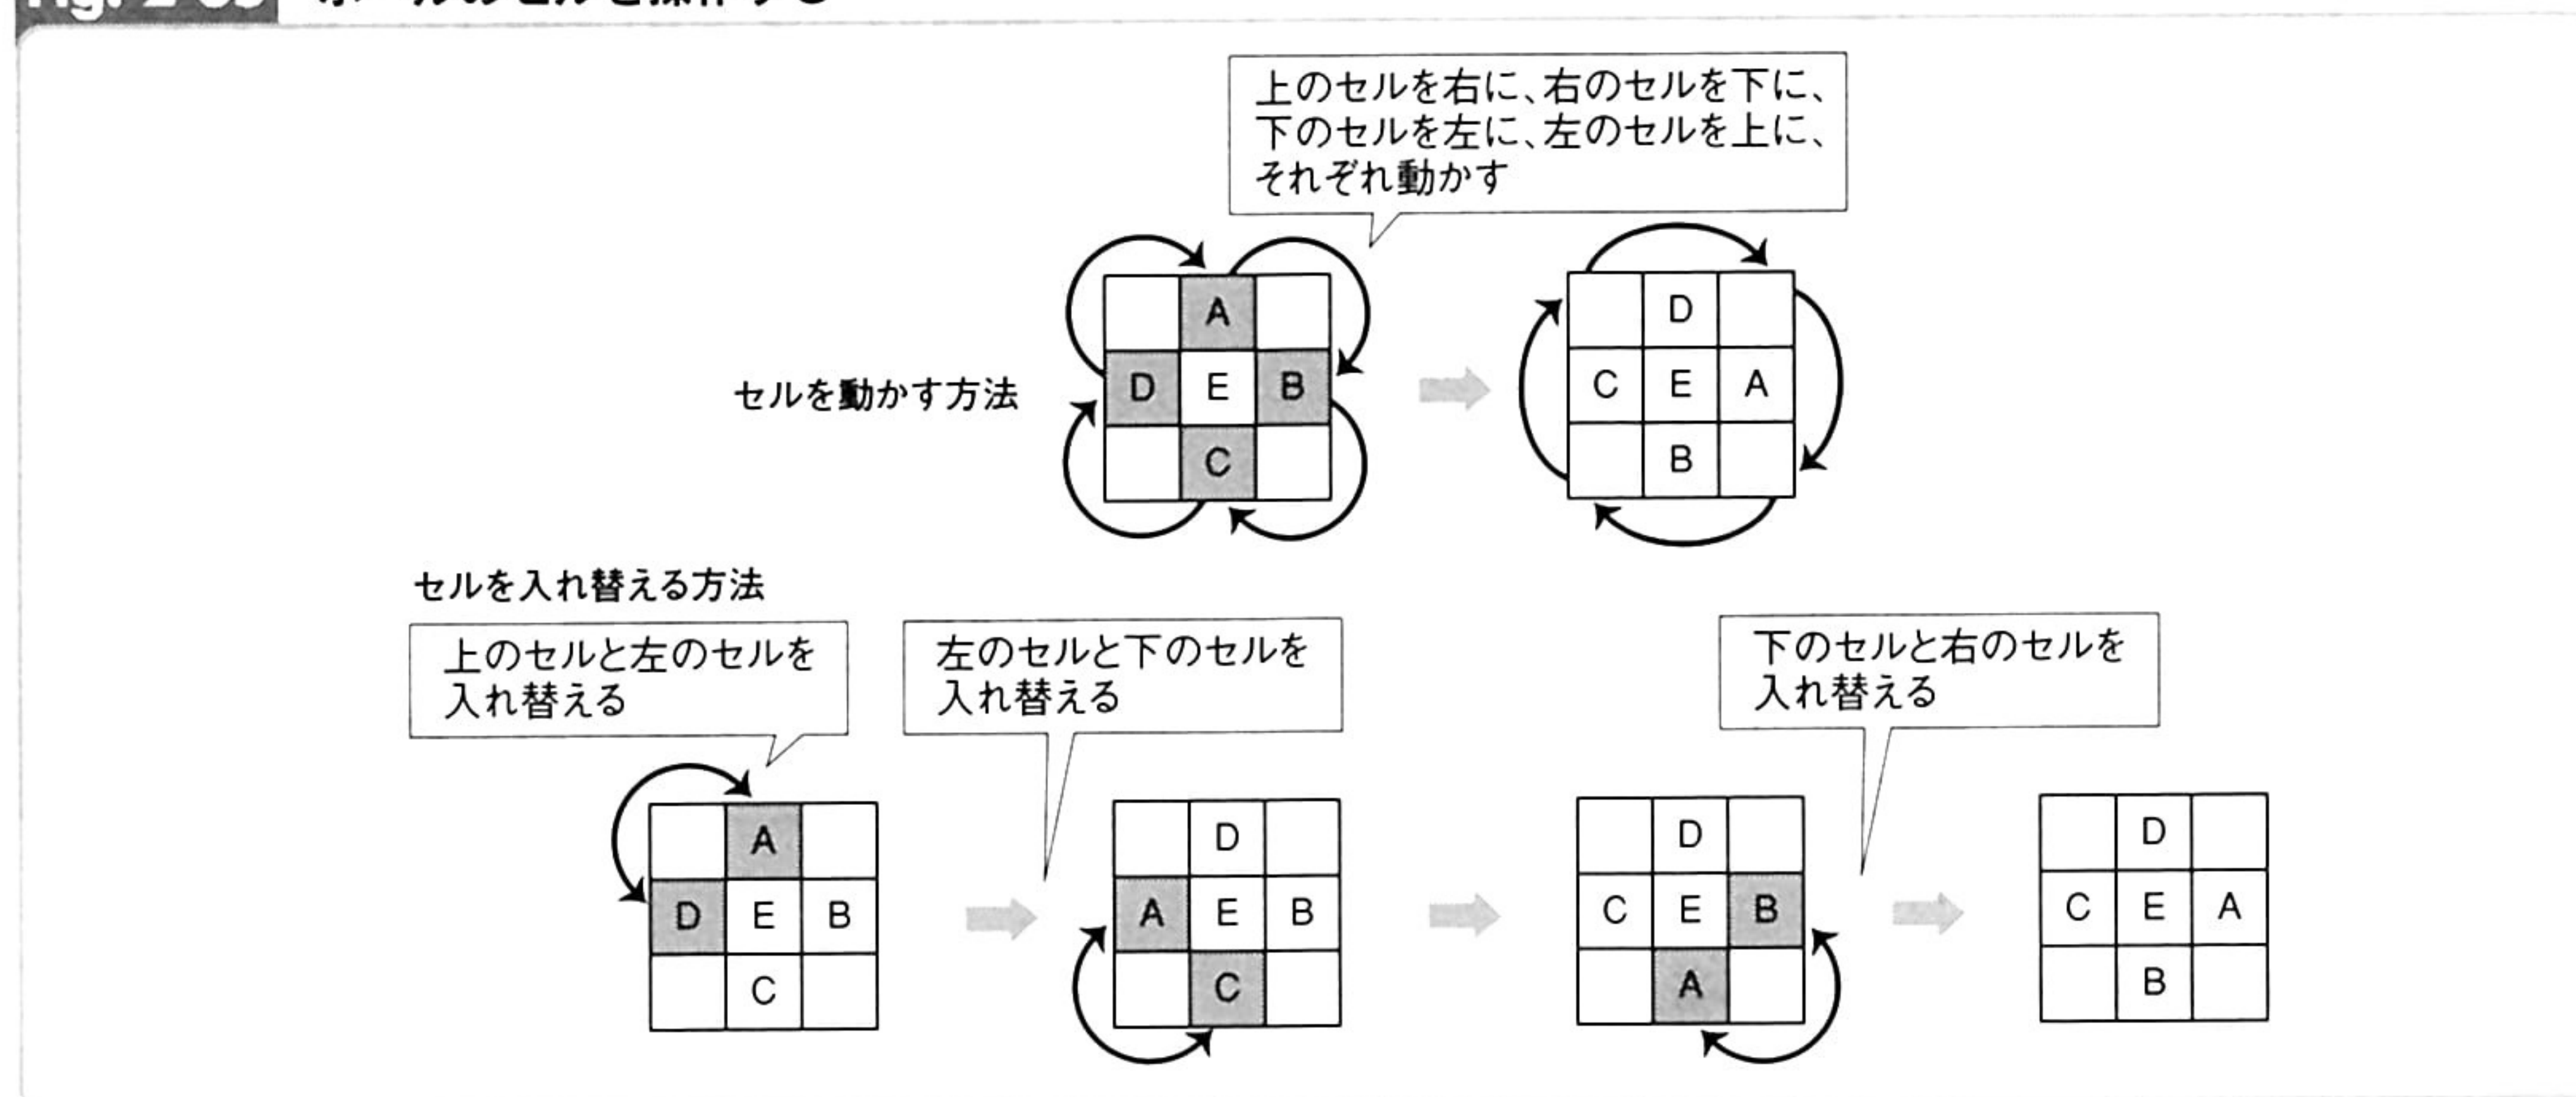 上のセルを右に、右のセルを下に、
下のセルを左に、左のセルを上に、
それぞれ動かす
セルを動かす方法
A
D E B
C
D
C E A
B
セルを入れ替える方法
上のセルと左のセルを
入れ替える
左のセルと下のセルを
入れ替える
下のセルと右のセルを
入れ替える
A
D E B
C
D
A E B
C
D
C E B
A
D
C E A
B